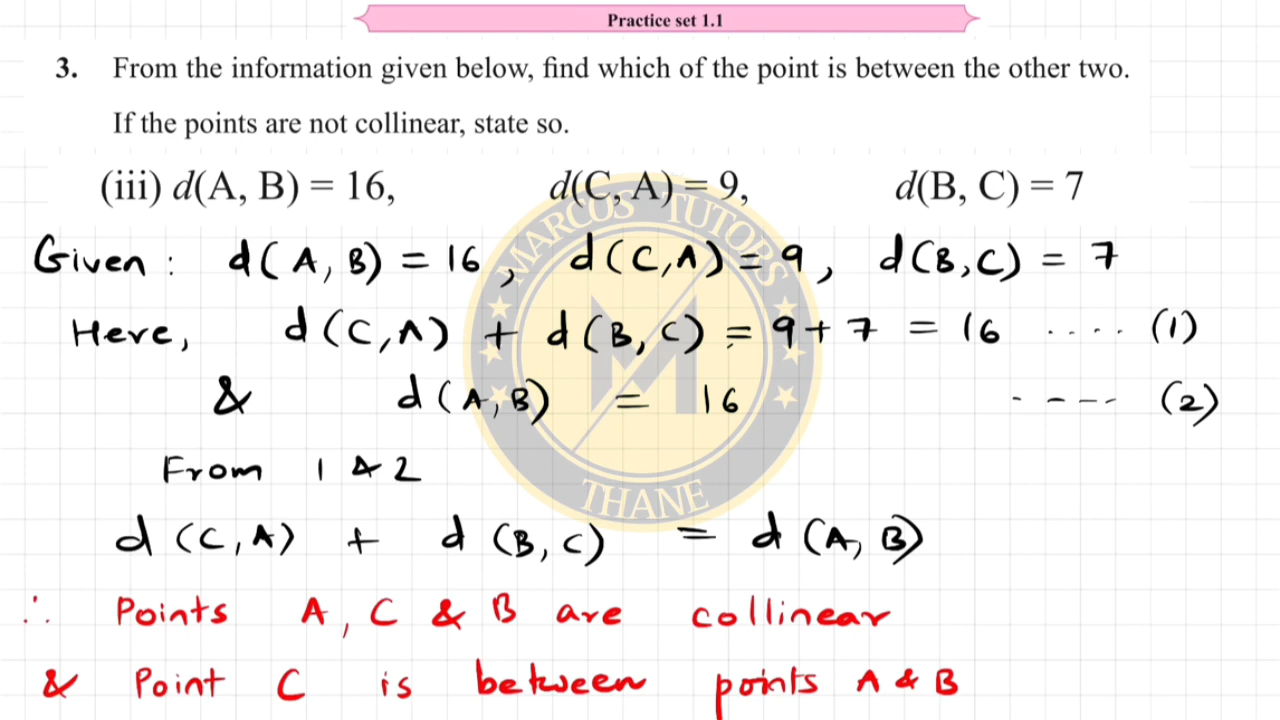 Practice set 1.1
3. From the information given below, find which of the point is between the other two.
If the points are not collinear, state so.
(iii) d(A, B) = 16, d(C, A) = 9, d(B, C) = 7
Given : d(A, B) = 16, d(C,A) = 9, d(B,C) = 7
Here, d(C,A) + d(B,C) = 9+7 = 16 .... (1)
& d(A,B) = 16 ---- (2)
From 1 & 2
d (C,A) + d (B,C) = d (A, B)
∴ Points A, C & B are collinear
& Point C is between points A & B
MARCOS TUTORS
M
THANE